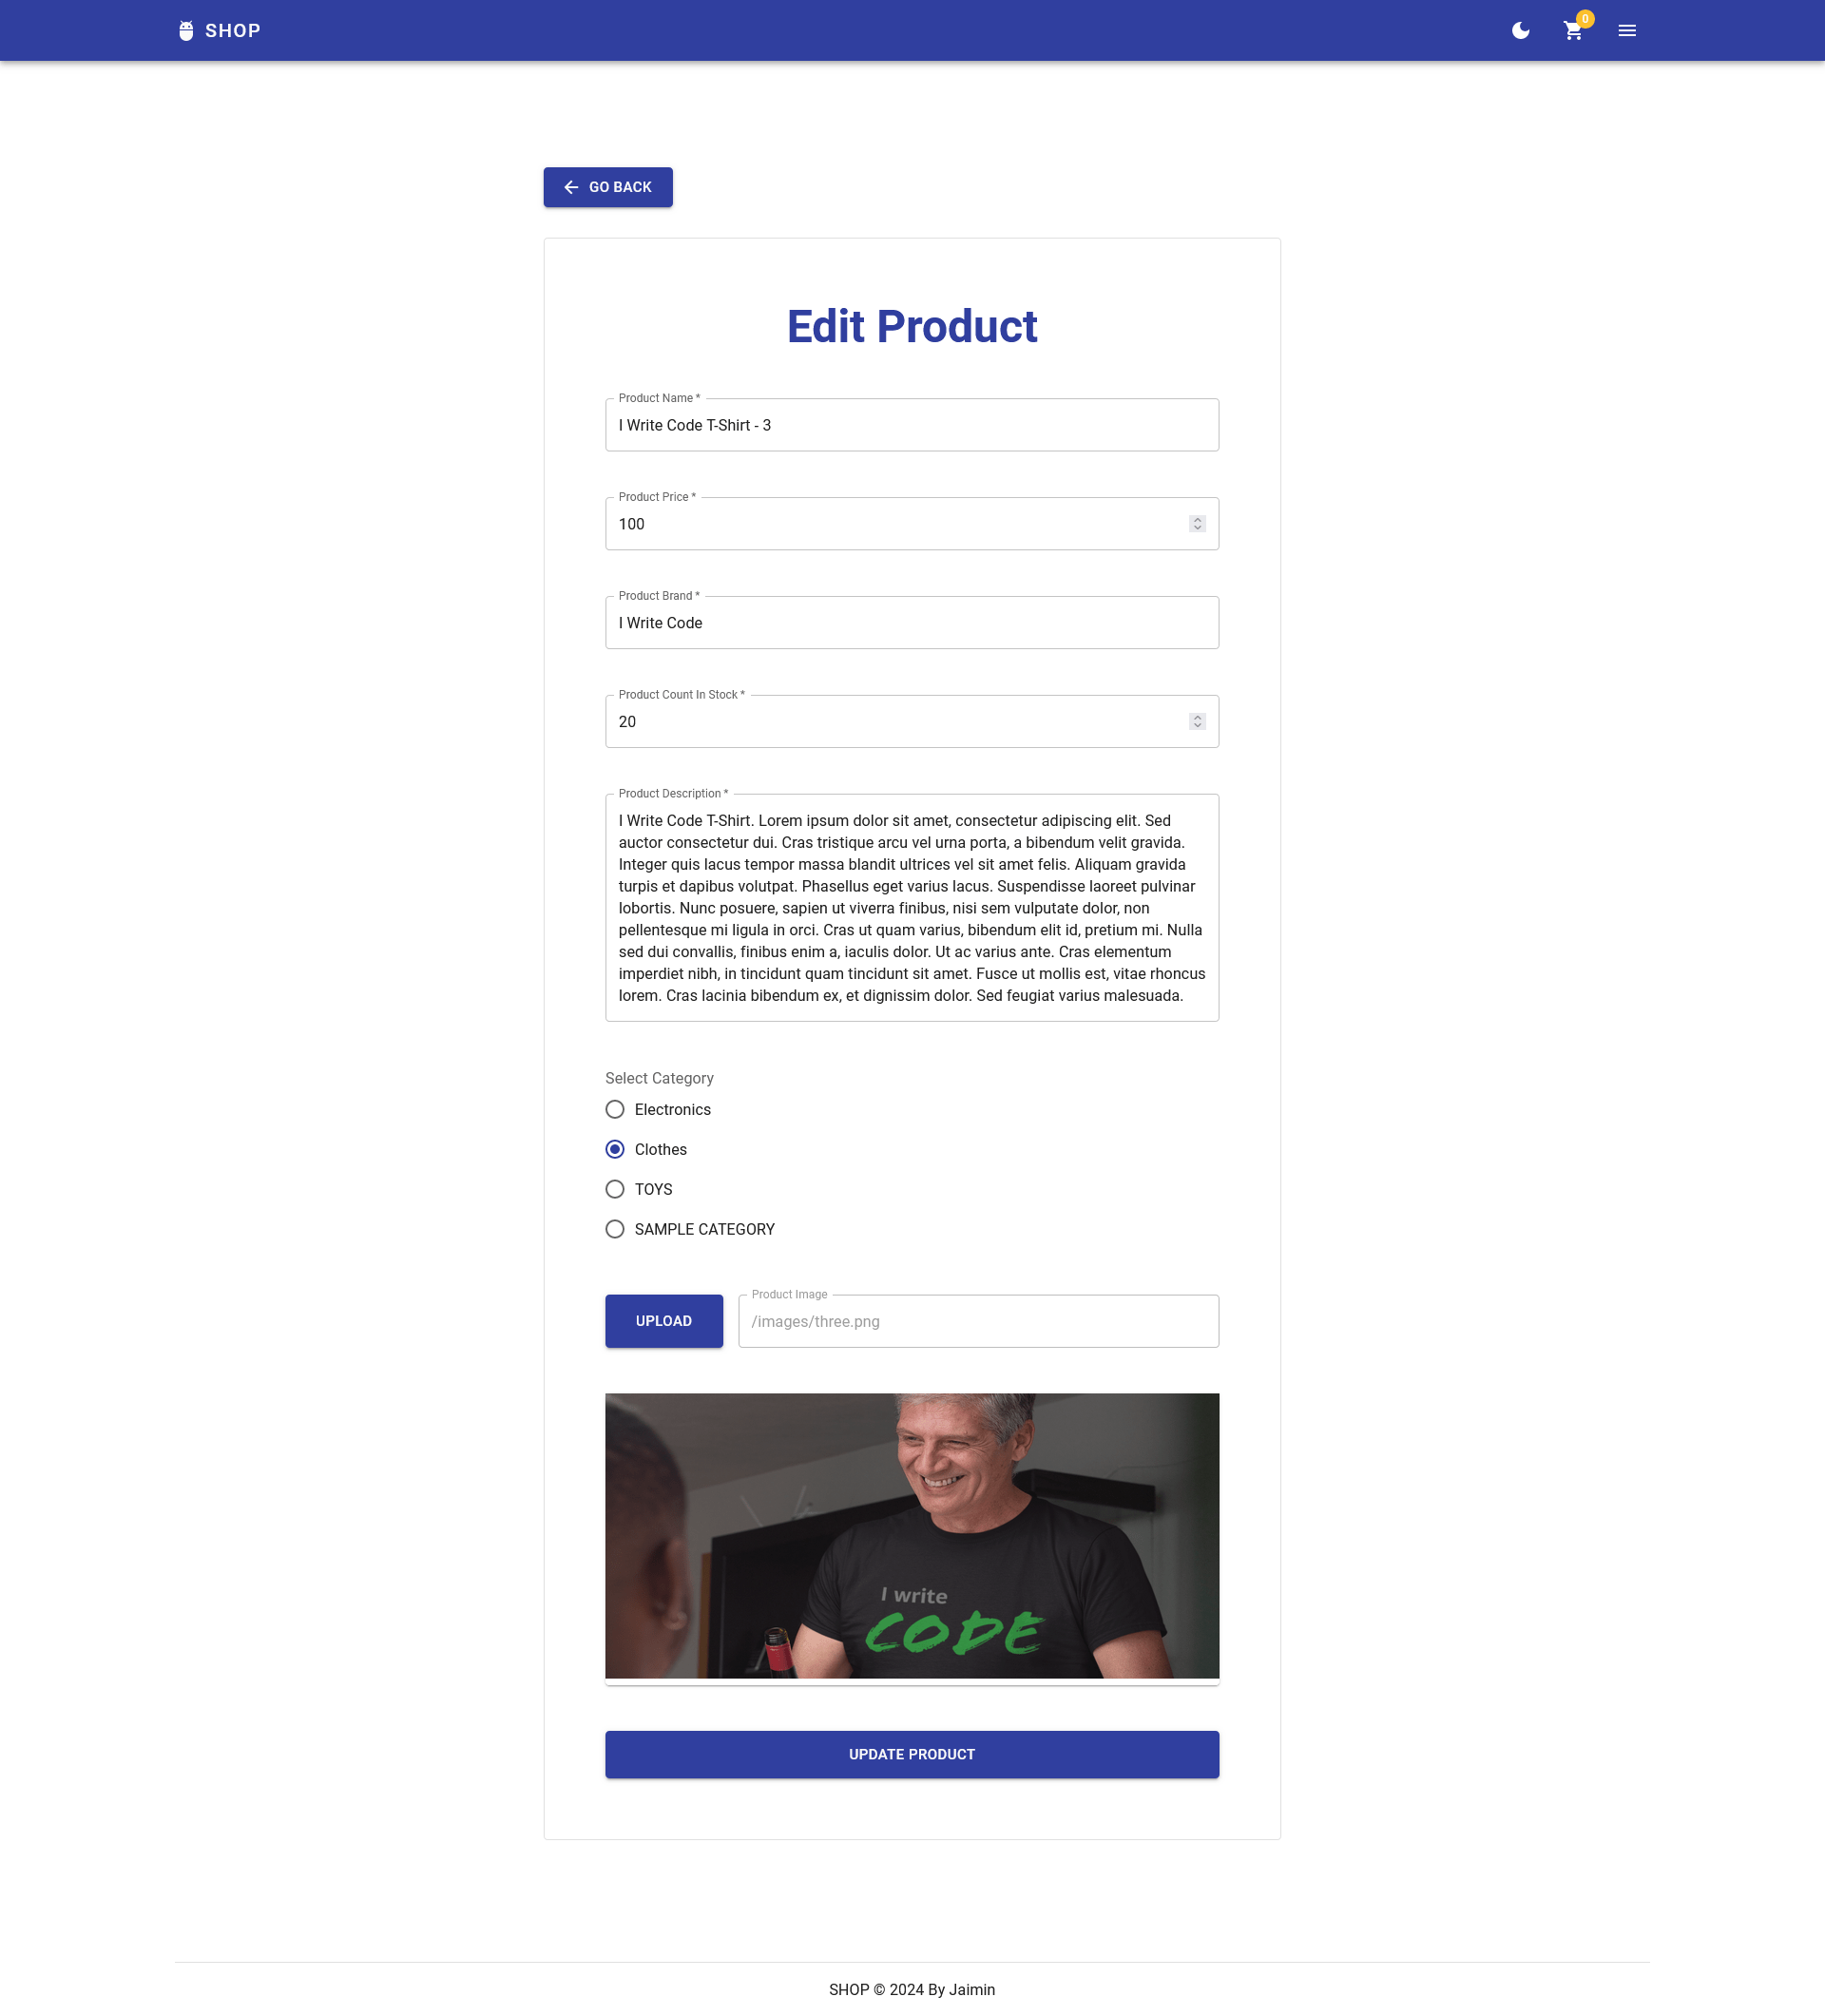 SHOP
0
GO BACK
Edit Product
Product Name *
I Write Code T-Shirt - 3
Product Price *
100
Product Brand *
I Write Code
Product Count In Stock *
20
Product Description *
I Write Code T-Shirt. Lorem ipsum dolor sit amet, consectetur adipiscing elit. Sed
auctor consectetur dui. Cras tristique arcu vel urna porta, a bibendum velit gravida.
Integer quis lacus tempor massa blandit ultrices vel sit amet felis. Aliquam gravida
turpis et dapibus volutpat. Phasellus eget varius lacus. Suspendisse laoreet pulvinar
lobortis. Nunc posuere, sapien ut viverra finibus, nisi sem vulputate dolor, non
pellentesque mi ligula in orci. Cras ut quam varius, bibendum elit id, pretium mi. Nulla
sed dui convallis, finibus enim a, iaculis dolor. Ut ac varius ante. Cras elementum
imperdiet nibh, in tincidunt quam tincidunt sit amet. Fusce ut mollis est, vitae rhoncus
lorem. Cras lacinia bibendum ex, et dignissim dolor. Sed feugiat varius malesuada.
Select Category
Electronics
Clothes
TOYS
SAMPLE CATEGORY
UPLOAD
Product Image
/images/three.png
I write
CODE
UPDATE PRODUCT
SHOP © 2024 By Jaimin